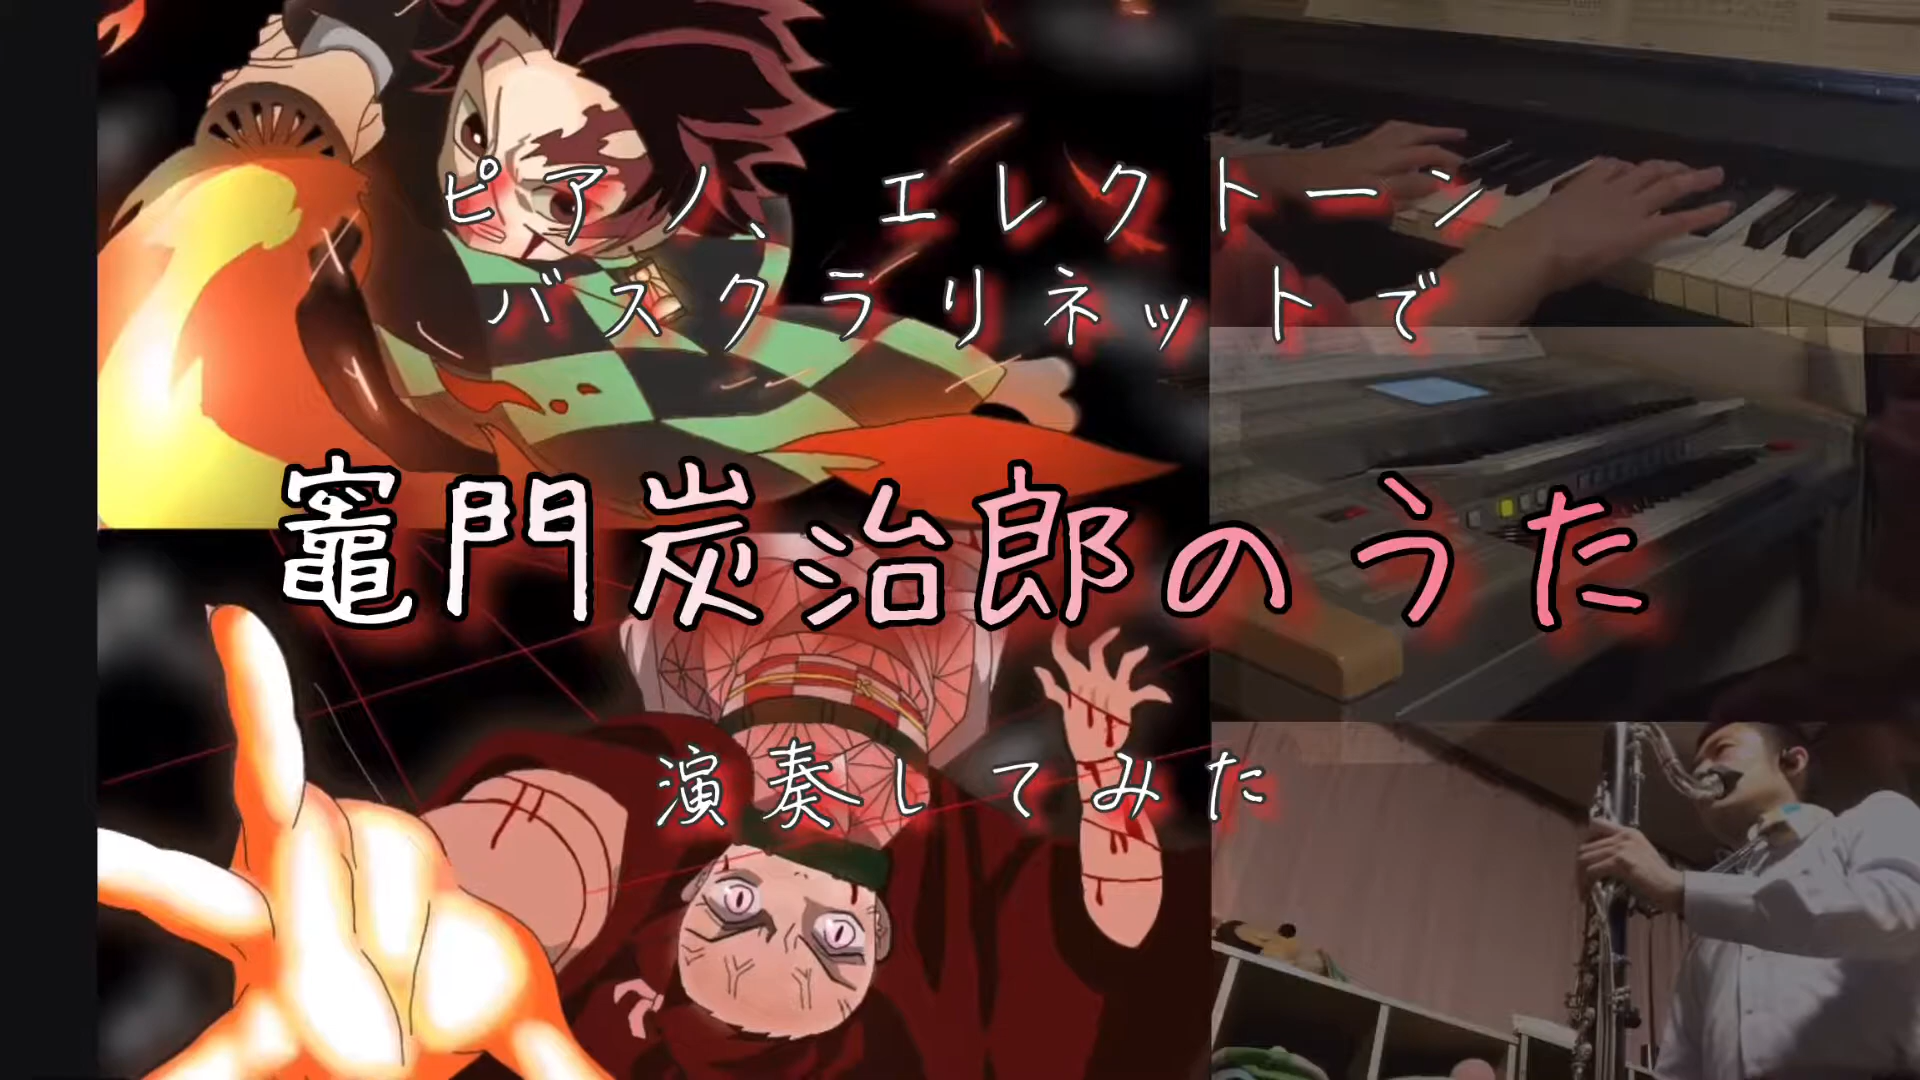 ピアノ、エレクトーン
バスクラリネットで
竈門炭治郎のうた
演奏してみた